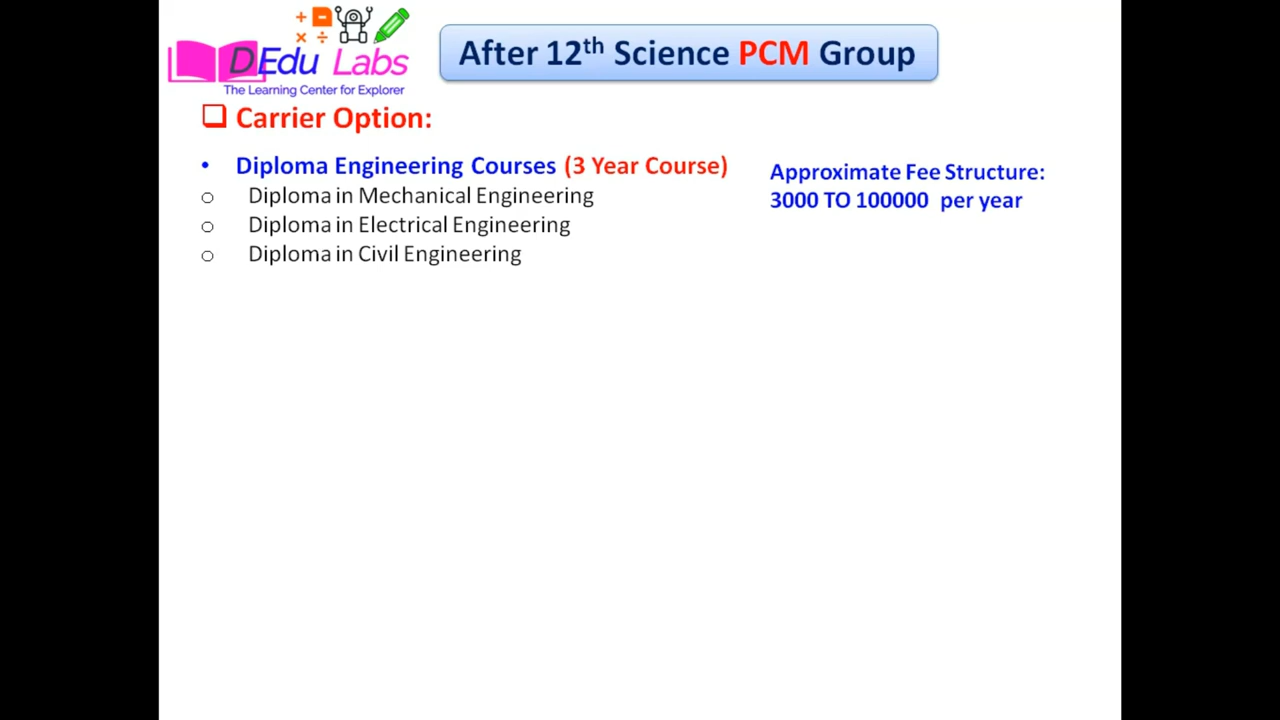 DEdu Labs
The Learning Center for Explorer
After 12th Science PCM Group
❑ Carrier Option:
• Diploma Engineering Courses (3 Year Course)
o Diploma in Mechanical Engineering
o Diploma in Electrical Engineering
o Diploma in Civil Engineering
Approximate Fee Structure:
3000 TO 100000 per year